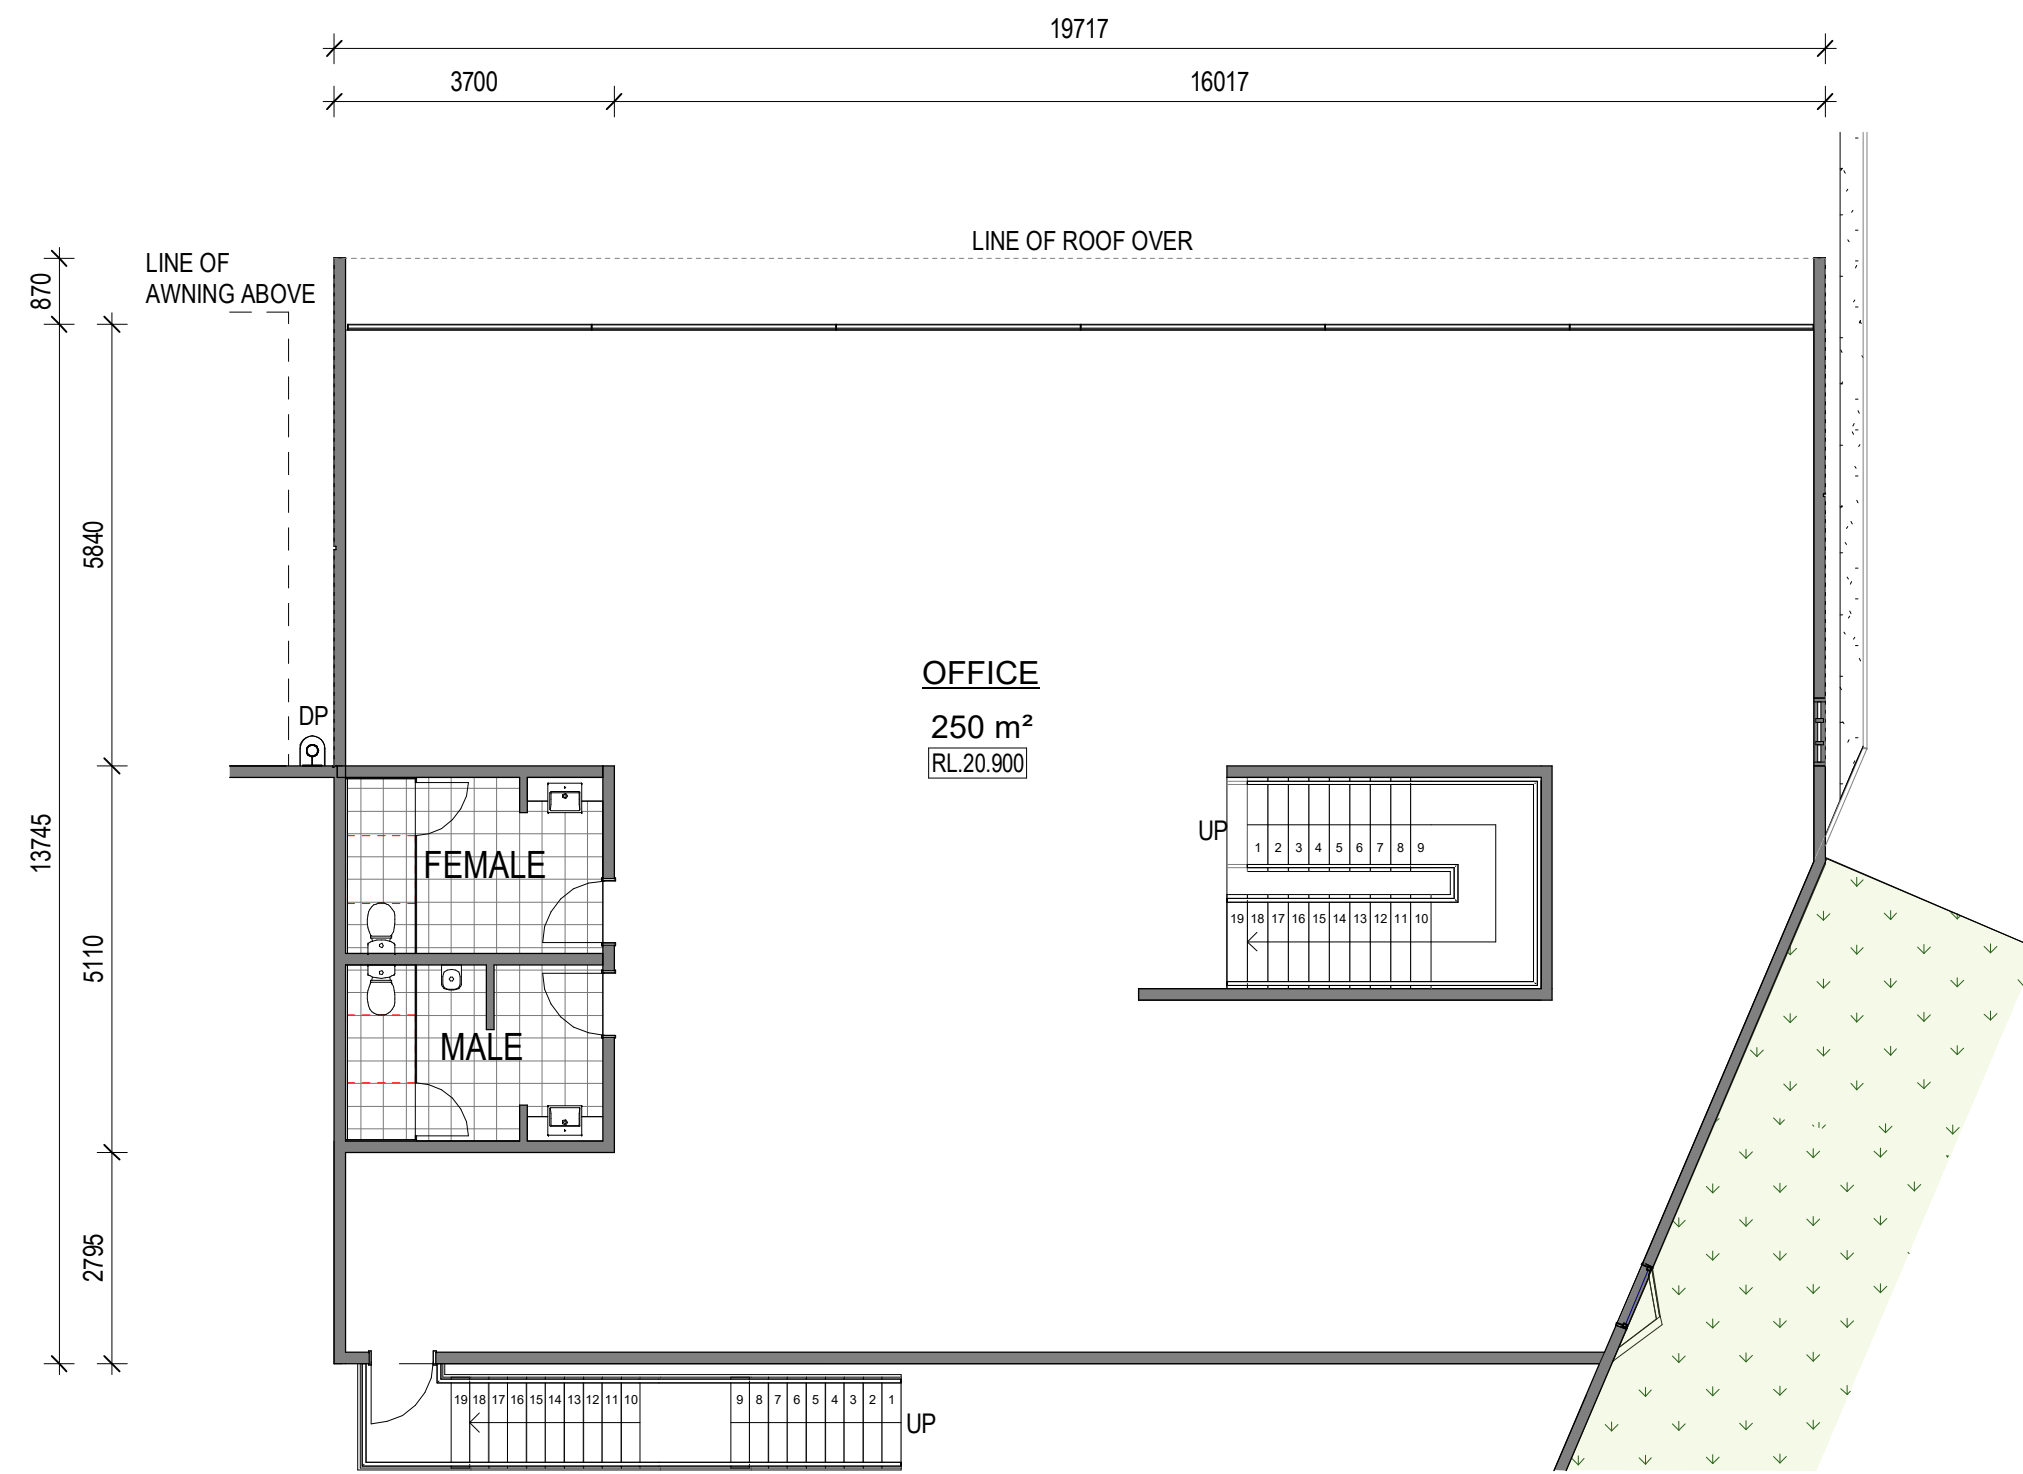 19717
3700 16017
LINE OF ROOF OVER
LINE OF
AWNING ABOVE
870
5840
13745
5110
2795
DP
OFFICE
250 m²
RL.20.900
FEMALE
MALE
UP
1 2 3 4 5 6 7 8 9
19 18 17 16 15 14 13 12 11 10
19 18 17 16 15 14 13 12 11 10 9 8 7 6 5 4 3 2 1
UP